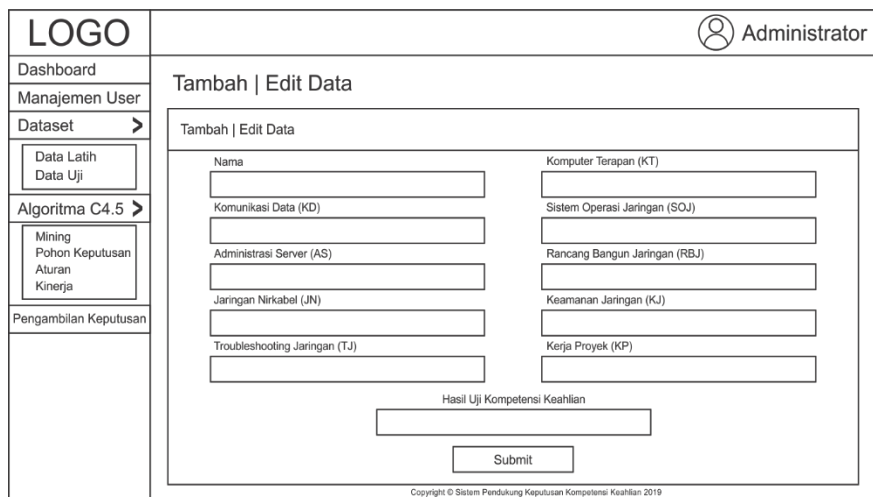 LOGO
Administrator
Dashboard
Manajemen User
Dataset >
Data Latih
Data Uji
Algoritma C4.5 >
Mining
Pohon Keputusan
Aturan
Kinerja
Pengambilan Keputusan
Tambah | Edit Data
Tambah | Edit Data
Nama
Komputer Terapan (KT)
Komunikasi Data (KD)
Sistem Operasi Jaringan (SOJ)
Administrasi Server (AS)
Rancang Bangun Jaringan (RBJ)
Jaringan Nirkabel (JN)
Keamanan Jaringan (KJ)
Troubleshooting Jaringan (TJ)
Kerja Proyek (KP)
Hasil Uji Kompetensi Keahlian
Submit
Copyright © Sistem Pendukung Keputusan Kompetensi Keahlian 2019